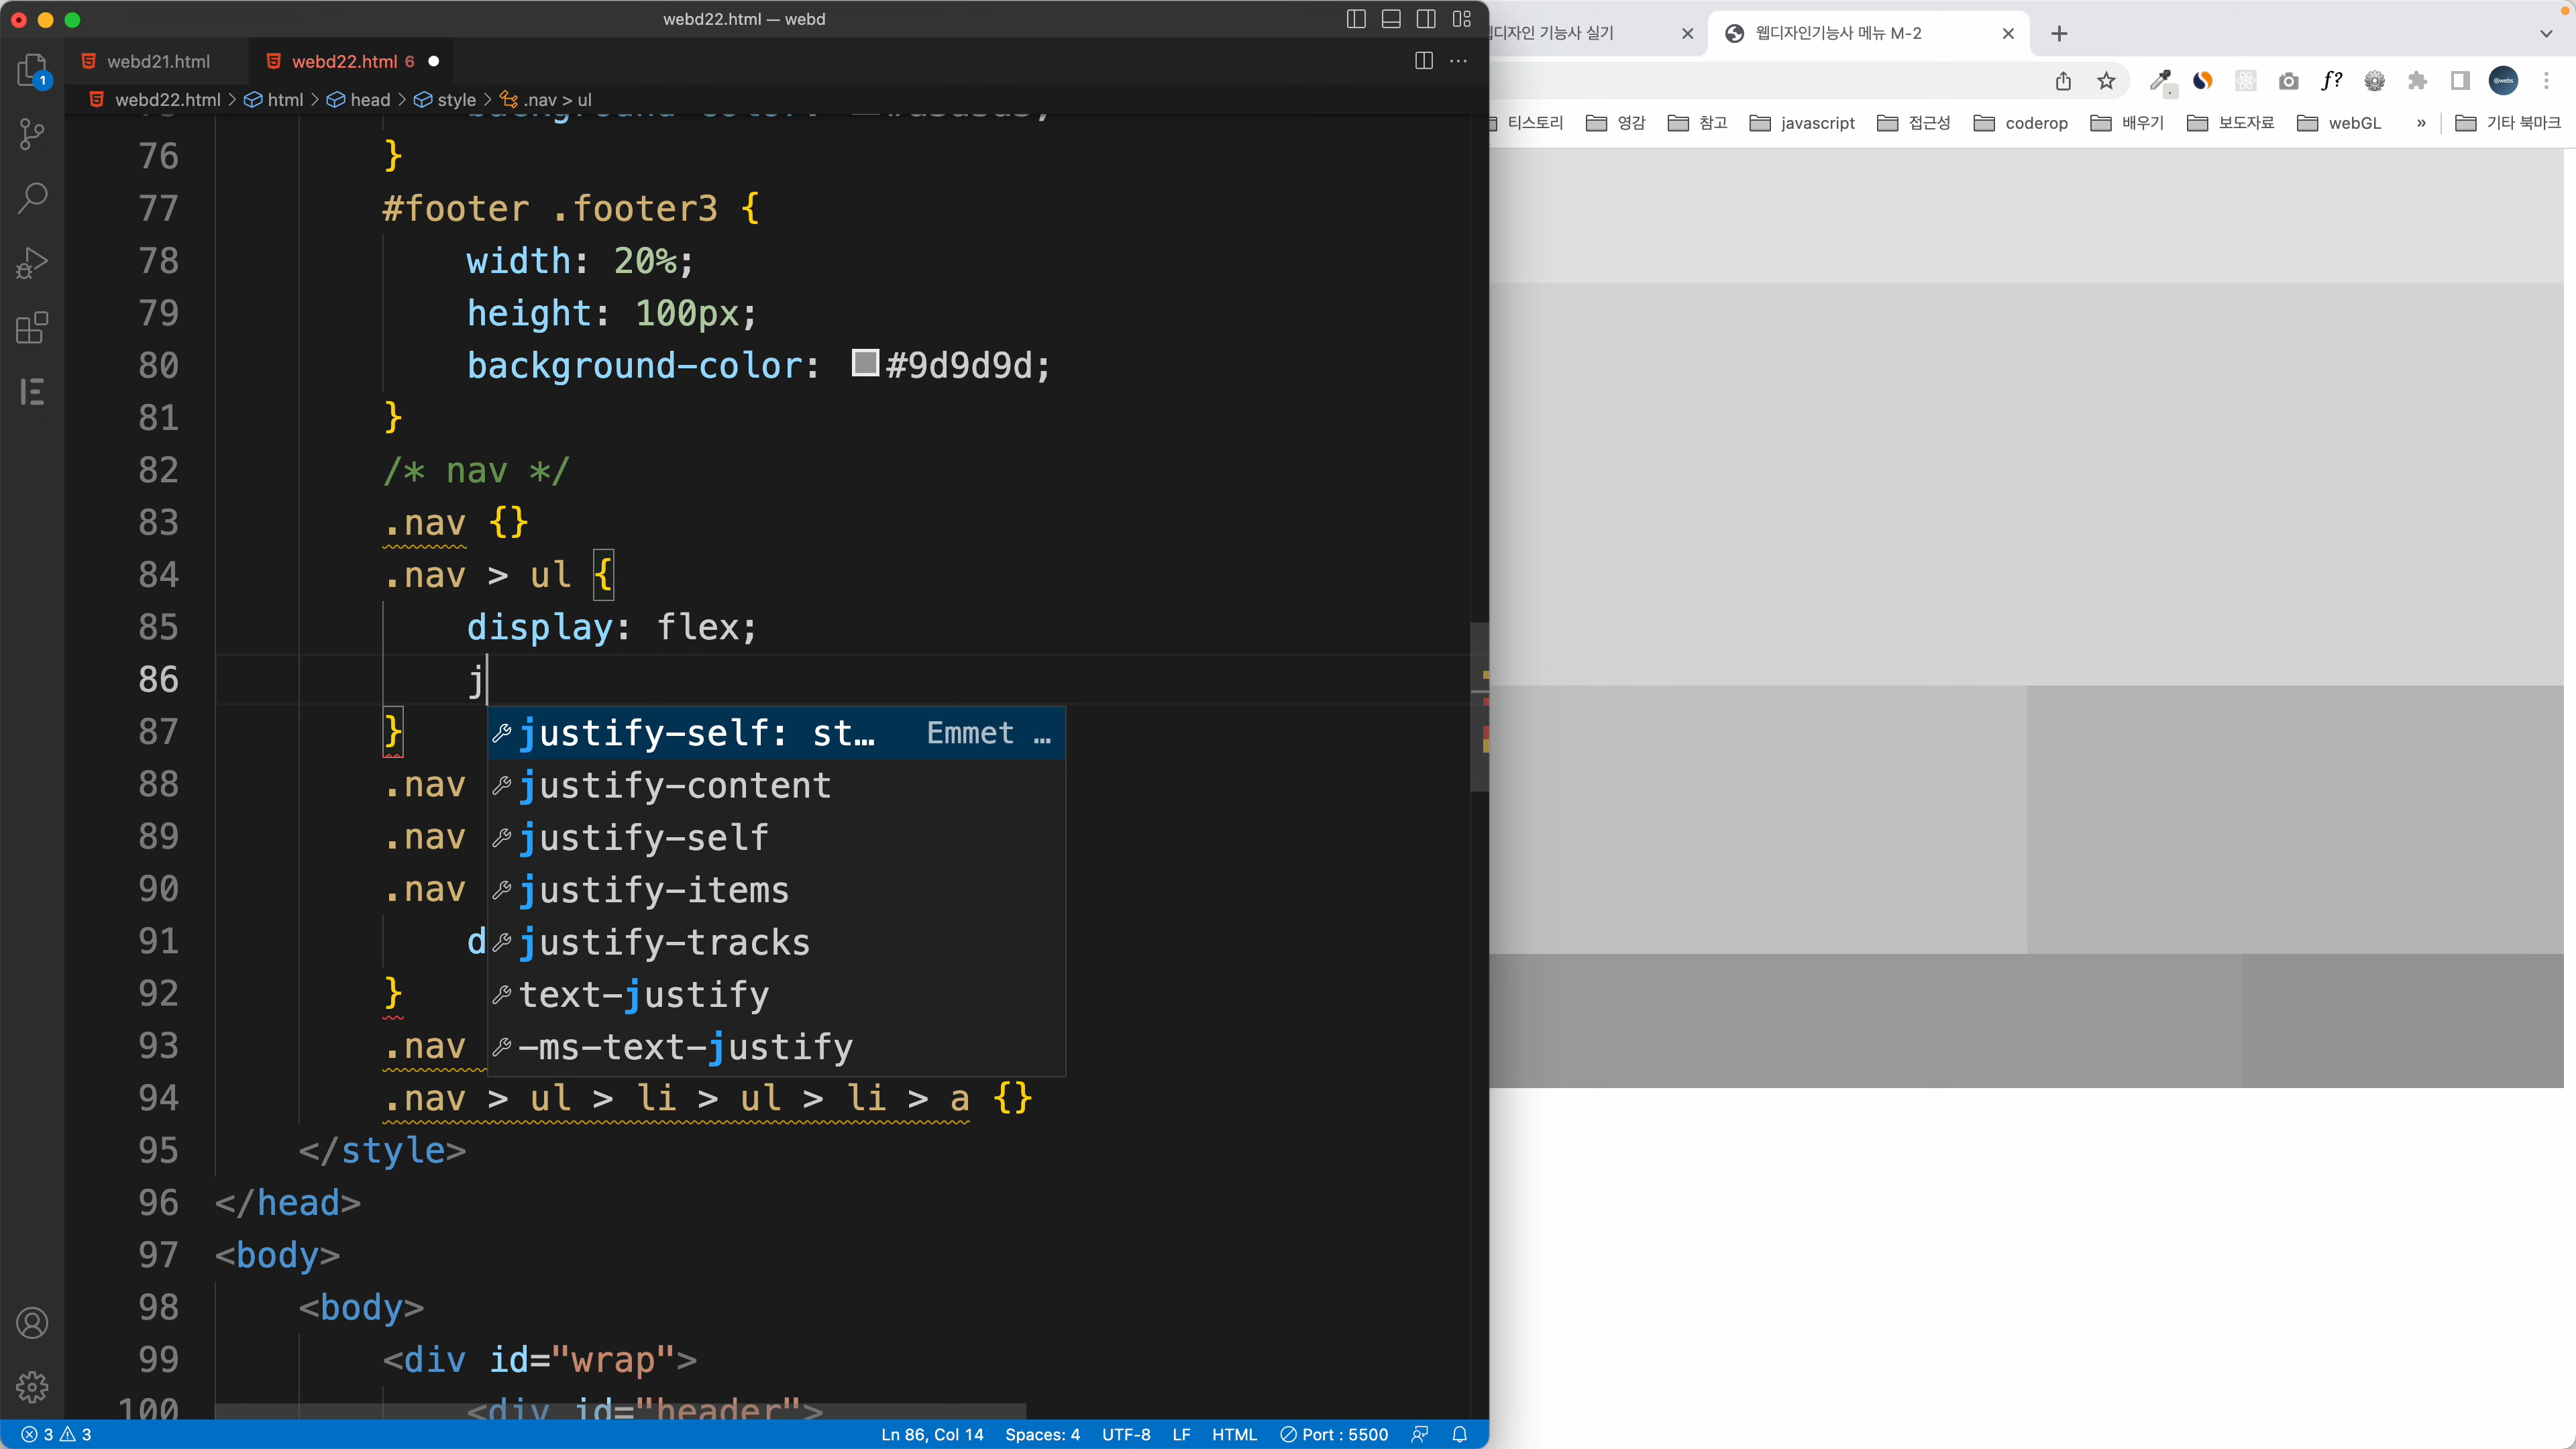 webd22.html — webd
webd21.html
webd22.html 6
webd22.html > html > head > style > .nav > ul
76 }
77 #footer .footer3 {
78 width: 20%;
79 height: 100px;
80 background-color: #9d9d9d;
81 }
82 /* nav */
83 .nav {}
84 .nav > ul {
85 display: flex;
86 j
87 }
justify-self: st… Emmet …
88 .nav
justify-content
89 .nav
justify-self
90 .nav
justify-items
91 d
justify-tracks
92 }
text-justify
93 .nav
-ms-text-justify
94 .nav > ul > li > ul > li > a {}
95 </style>
96 </head>
97 <body>
98 <body>
99 <div id="wrap">
100 <div id="header">
3 3
Ln 86, Col 14 Spaces: 4 UTF-8 LF HTML Port : 5500
1
웹디자인 기능사 실기
웹디자인기능사 메뉴 M-2
f?
@webs
티스토리 영감 참고 javascript 접근성 coderop 배우기 보도자료 webGL » 기타 북마크